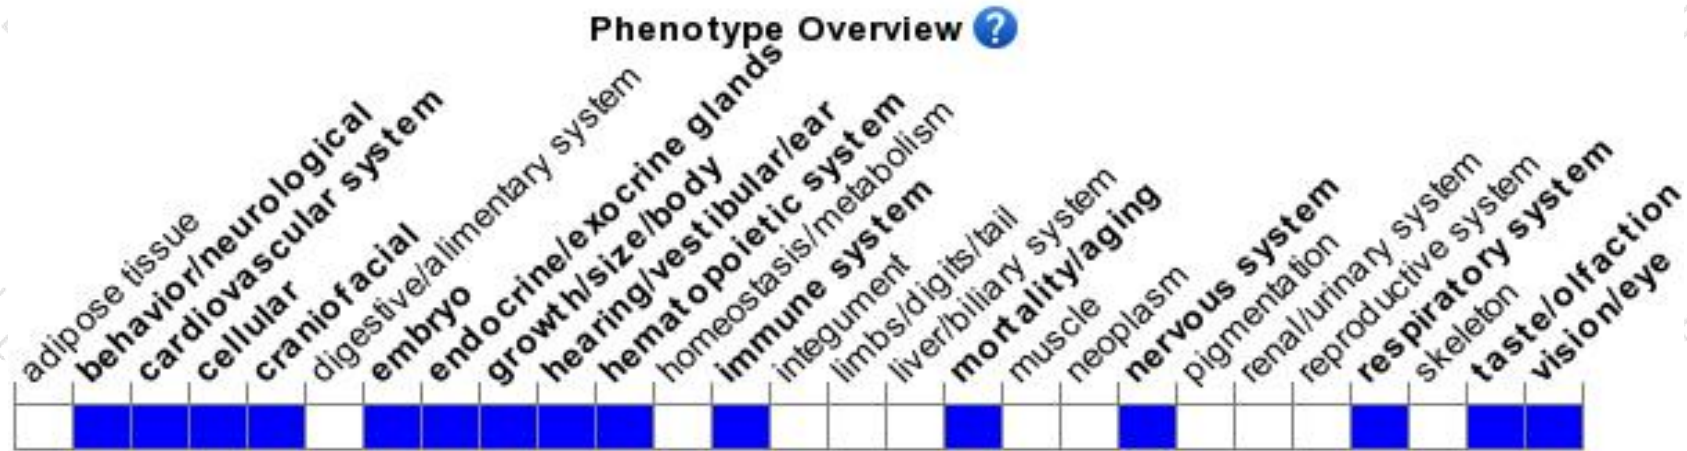 Phenotype Overview ?
adipose tissue
behavior/neurological
cardiovascular system
cellular
craniofacial
digestive/alimentary system
embryo
endocrine/exocrine glands
growth/size/body
hearing/vestibular/ear
hematopoietic system
homeostasis/metabolism
immune system
integument
limbs/digits/tail
liver/biliary system
mortality/aging
muscle
neoplasm
nervous system
pigmentation
renal/urinary system
reproductive system
respiratory system
skeleton
taste/olfaction
vision/eye